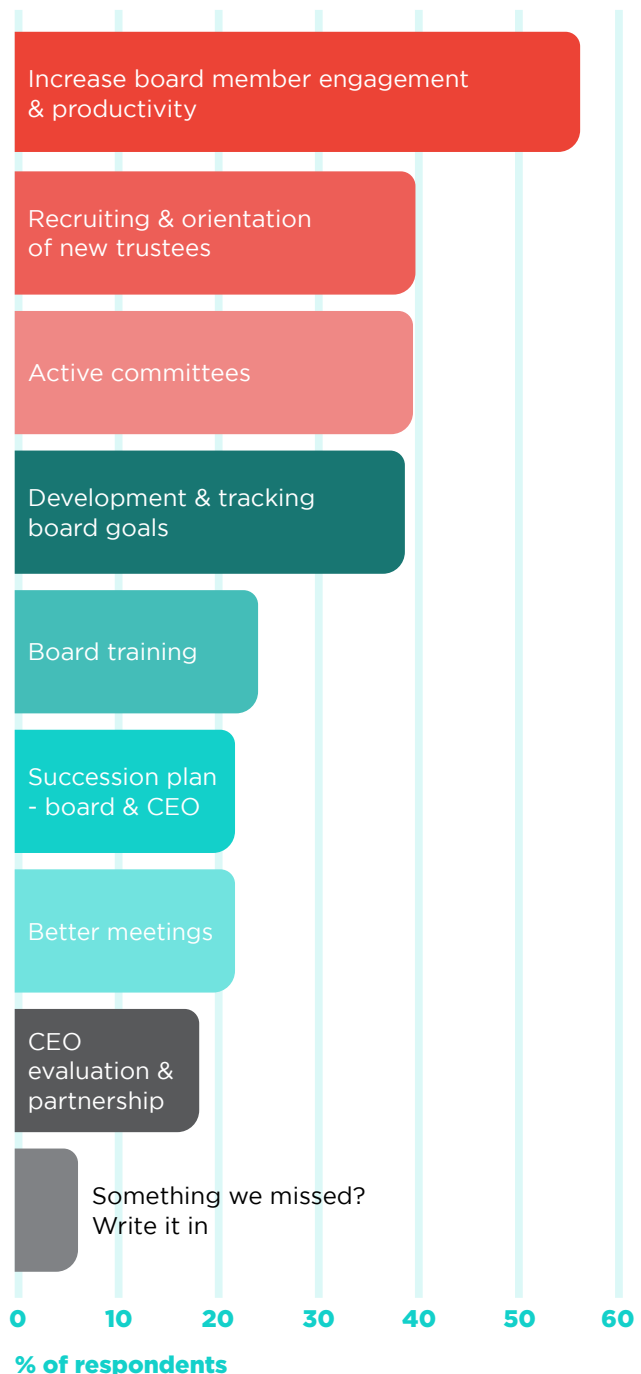 Increase board member engagement
& productivity
Recruiting & orientation
of new trustees
Active committees
Development & tracking
board goals
Board training
Succession plan
- board & CEO
Better meetings
CEO
evaluation &
partnership
Something we missed?
Write it in
0 10 20 30 40 50 60
% of respondents